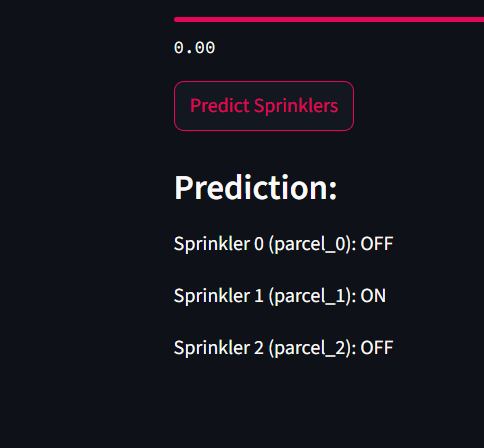 0.00
Predict Sprinklers
Prediction:
Sprinkler 0 (parcel_0): OFF
Sprinkler 1 (parcel_1): ON
Sprinkler 2 (parcel_2): OFF